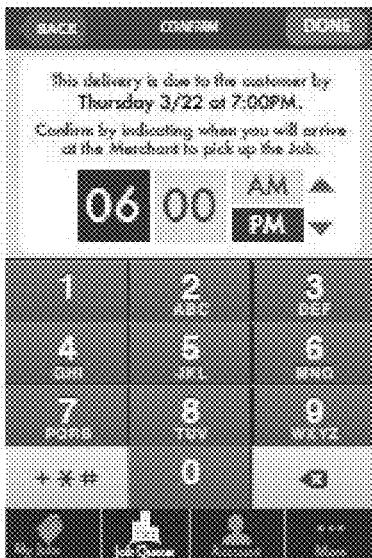 BACK CONFIRM DONE
This delivery is due to the customer by
Thursday 3/22 at 7:00PM.
Confirm by indicating when you will arrive
at the Merchant to pick up the Job.
06 00 AM
PM
1 2 3
ABC DEF
4 5 6
GHI JKL MNO
7 8 9
PQRS TUV WXYZ
+*# 0
Job Queue